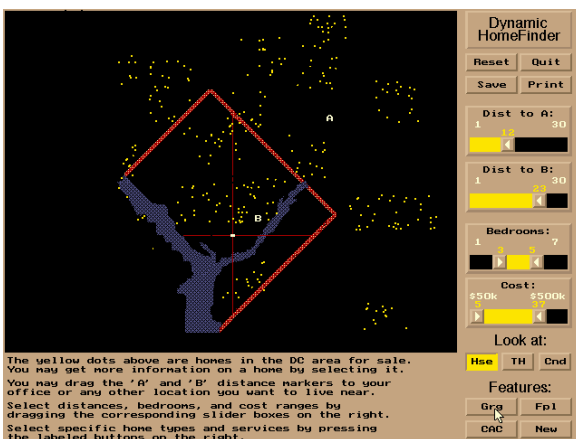 Dynamic
HomeFinder
Reset Quit
Save Print
Dist to A:
1 30
12
Dist to B:
1 30
23
Bedrooms:
1 7
3 5
Cost:
$50k $500k
5 37
Look at:
Hse TH Cnd
Features:
Grg Fpl
CAC New
A
B
The yellow dots above are homes in the DC area for sale.
You may get more information on a home by selecting it.
You may drag the 'A' and 'B' distance markers to your
office or any other location you want to live near.
Select distances, bedrooms, and cost ranges by
dragging the corresponding slider boxes on the right.
Select specific home types and services by pressing
the labeled buttons on the right.